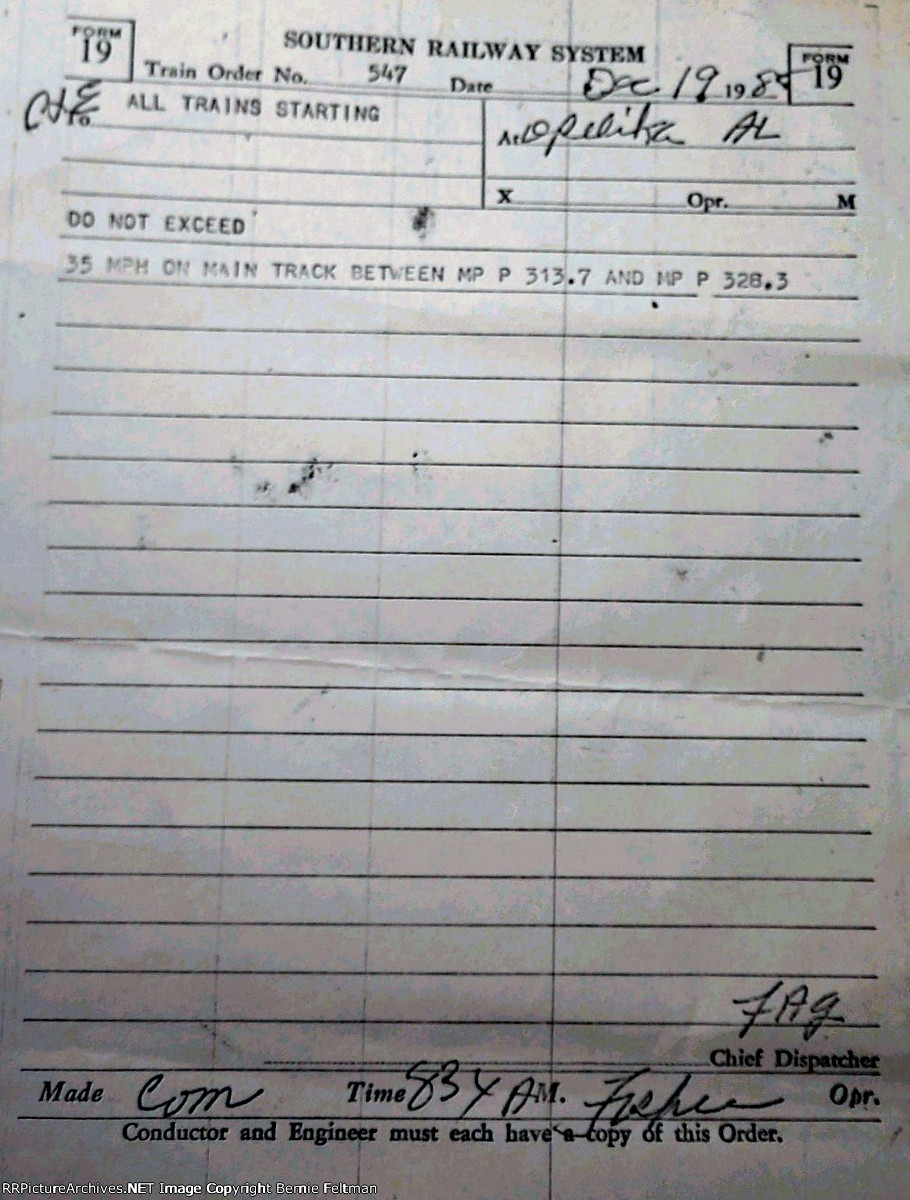 FORM 19
SOUTHERN RAILWAY SYSTEM
FORM 19
Train Order No. 547 Date Dec 19 198
C&E
To ALL TRAINS STARTING
At Opelika AL
X Opr. M
DO NOT EXCEED
35 MPH ON MAIN TRACK BETWEEN MP P 313.7 AND MP P 328.3
FAG
Chief Dispatcher
Made Com Time 834 AM. Fisher Opr.
Conductor and Engineer must each have a copy of this Order.
RRPictureArchives.NET Image Copyright Bernie Feltman